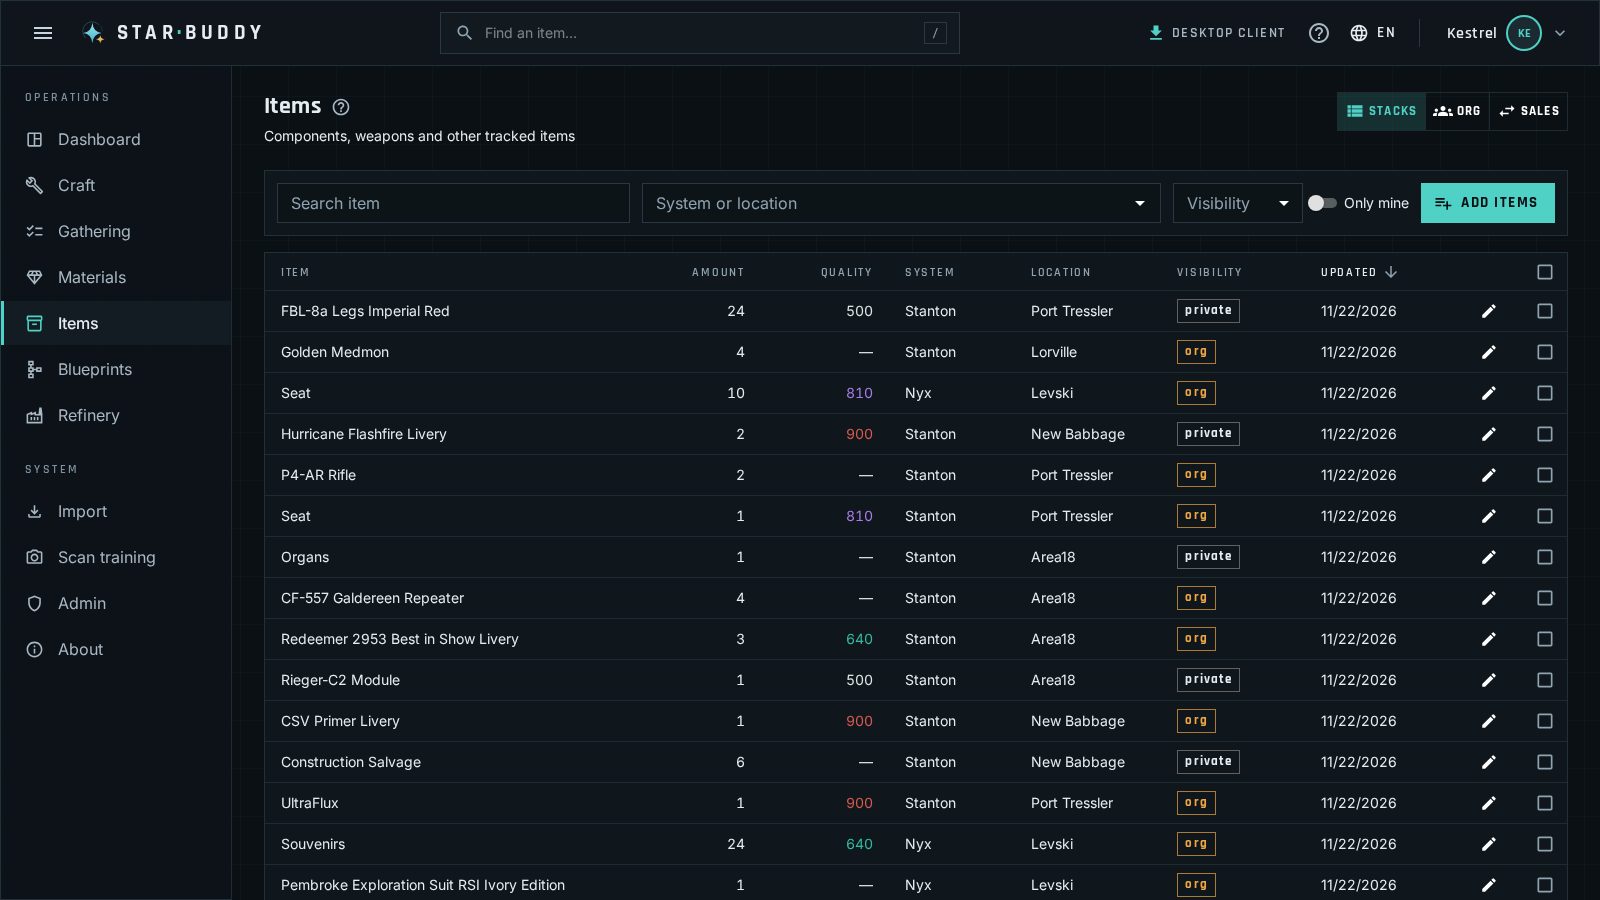 STAR·BUDDY
Find an item... /
DESKTOP CLIENT
EN
Kestrel KE
OPERATIONS
Dashboard
Craft
Gathering
Materials
Items
Blueprints
Refinery
SYSTEM
Import
Scan training
Admin
About
Items
Components, weapons and other tracked items
STACKS ORG SALES
Search item System or location Visibility Only mine ADD ITEMS
ITEM AMOUNT QUALITY SYSTEM LOCATION VISIBILITY UPDATED
FBL-8a Legs Imperial Red 24 500 Stanton Port Tressler private 11/22/2026
Golden Medmon 4 — Stanton Lorville org 11/22/2026
Seat 10 810 Nyx Levski org 11/22/2026
Hurricane Flashfire Livery 2 900 Stanton New Babbage private 11/22/2026
P4-AR Rifle 2 — Stanton Port Tressler org 11/22/2026
Seat 1 810 Stanton Port Tressler org 11/22/2026
Organs 1 — Stanton Area18 private 11/22/2026
CF-557 Galdereen Repeater 4 — Stanton Area18 org 11/22/2026
Redeemer 2953 Best in Show Livery 3 640 Stanton Area18 org 11/22/2026
Rieger-C2 Module 1 500 Stanton Area18 private 11/22/2026
CSV Primer Livery 1 900 Stanton New Babbage org 11/22/2026
Construction Salvage 6 — Stanton New Babbage private 11/22/2026
UltraFlux 1 900 Stanton Port Tressler org 11/22/2026
Souvenirs 24 640 Nyx Levski org 11/22/2026
Pembroke Exploration Suit RSI Ivory Edition 1 — Nyx Levski org 11/22/2026